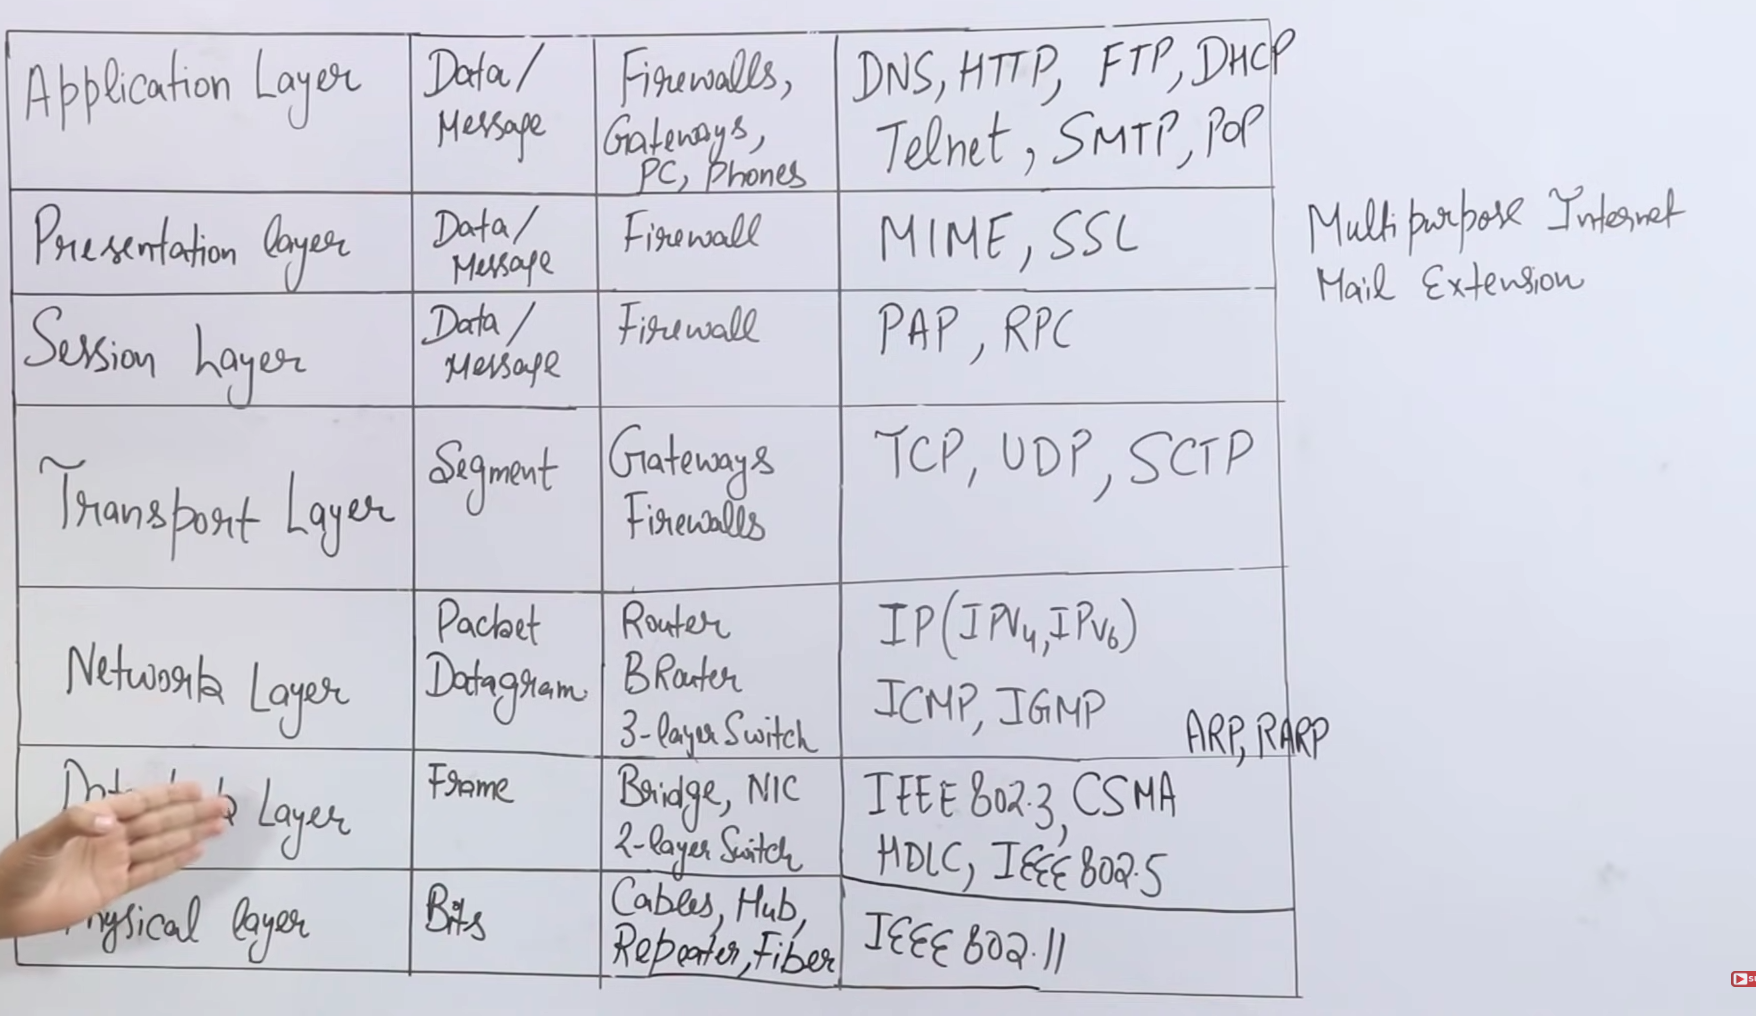 Application Layer
Data/
Message
Firewalls,
Gateways,
PC, Phones
DNS, HTTP, FTP, DHCP
Telnet, SMTP, POP
Presentation layer
Data/
Message
Firewall
MIME, SSL
Multipurpose Internet
Mail Extension
Session Layer
Data/
Message
Firewall
PAP, RPC
Transport Layer
Segment
Gateways
Firewalls
TCP, UDP, SCTP
Network Layer
Packet
Datagram
Router
BRouter
3-layer Switch
IP(IPV4,IPV6)
ICMP, IGMP
ARP, RARP
Layer
Frame
Bridge, NIC
2-layer Switch
IEEE 802.3, CSMA
HDLC, IEEE 802.5
Physical layer
Bits
Cables, Hub,
Repeater, Fiber
IEEE 802.11